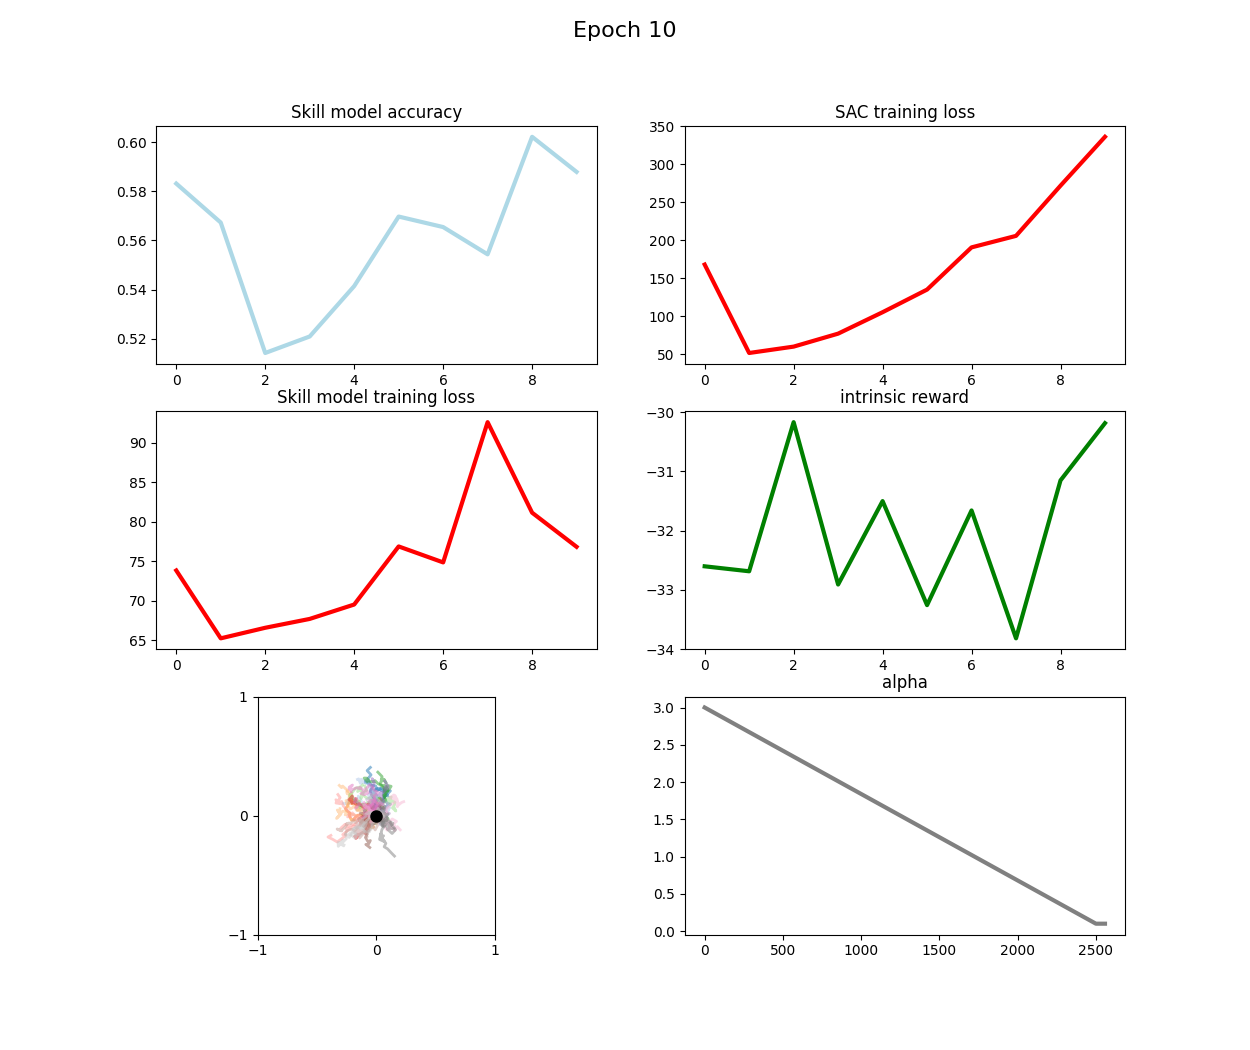 Epoch 10
Skill model accuracy
0.60
0.58
0.56
0.54
0.52
0 2 4 6 8
SAC training loss
350
300
250
200
150
100
50
0 2 4 6 8
Skill model training loss
90
85
80
75
70
65
0 2 4 6 8
intrinsic reward
−30
−31
−32
−33
−34
0 2 4 6 8
1
0
−1
−1 0 1
alpha
3.0
2.5
2.0
1.5
1.0
0.5
0.0
0 500 1000 1500 2000 2500